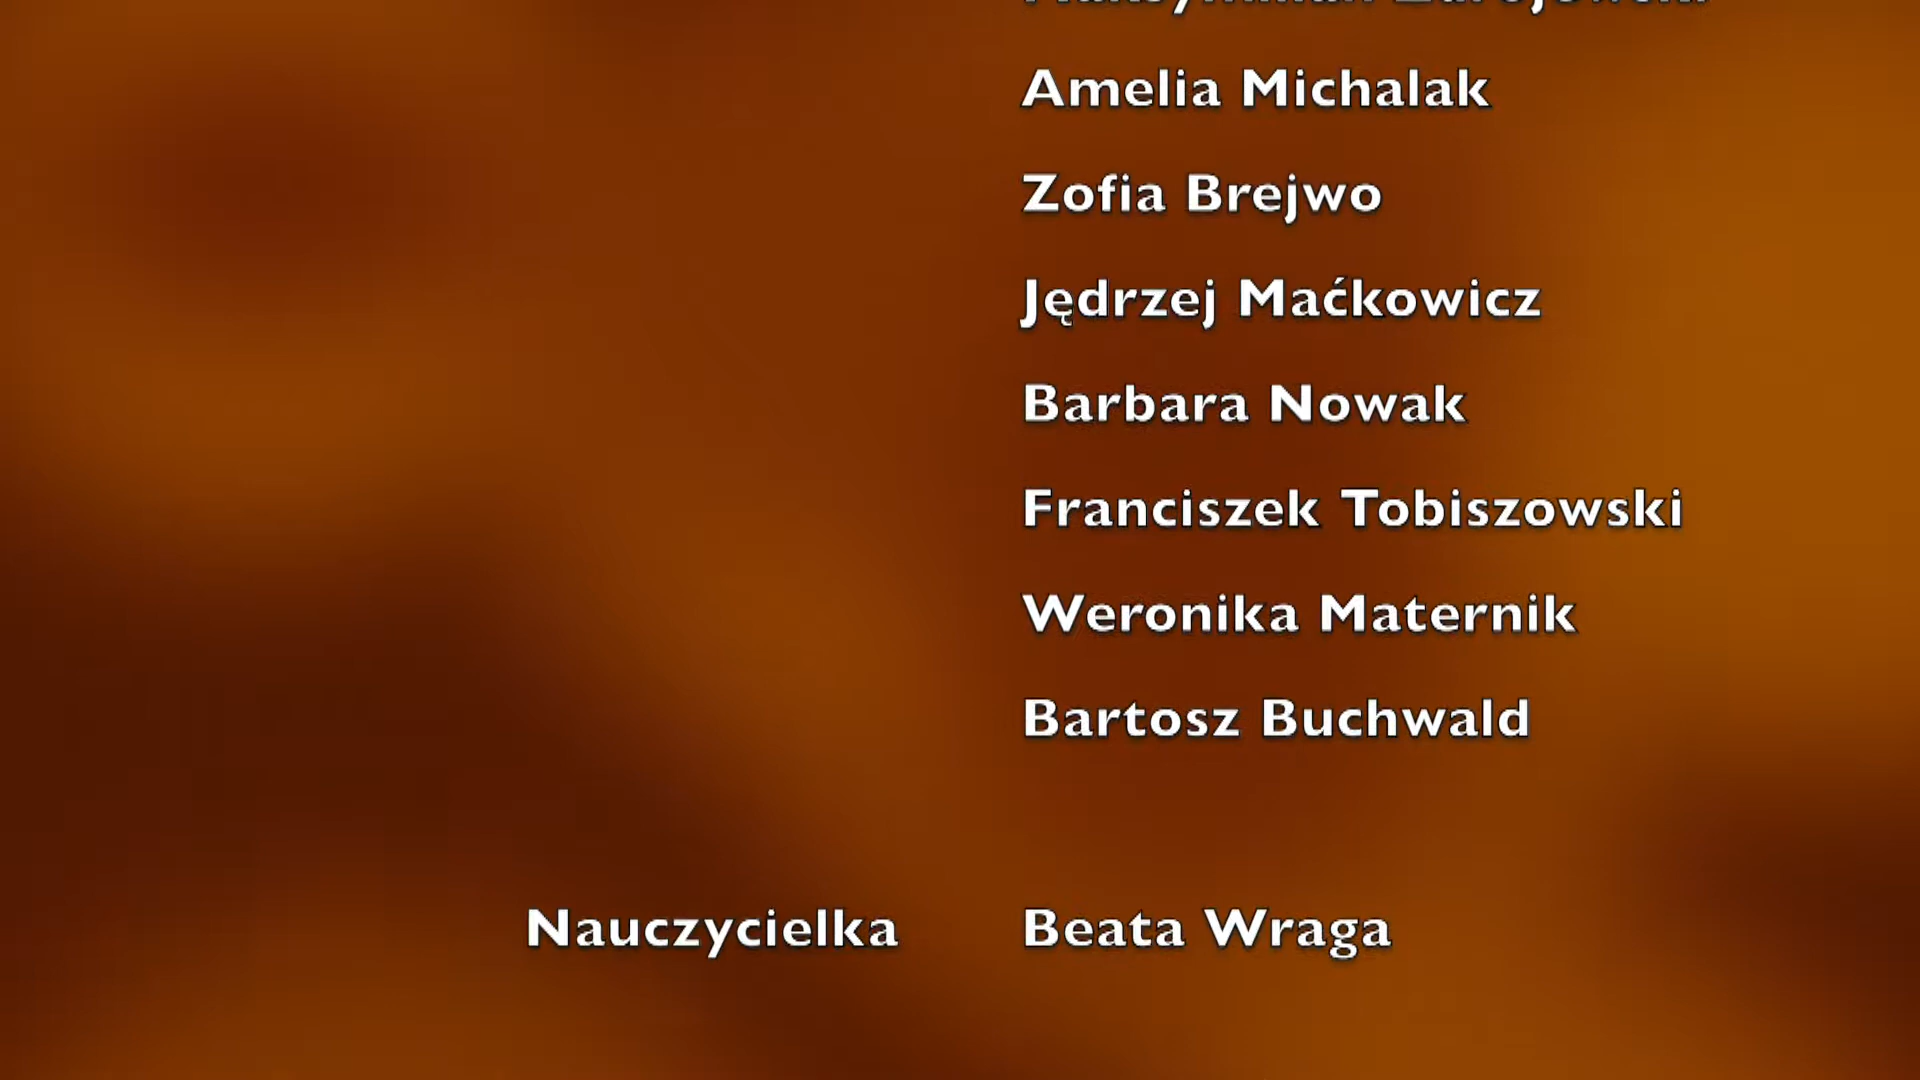 Amelia Michalak
Zofia Brejwo
Jędrzej Maćkowicz
Barbara Nowak
Franciszek Tobiszowski
Weronika Maternik
Bartosz Buchwald
Nauczycielka Beata Wraga